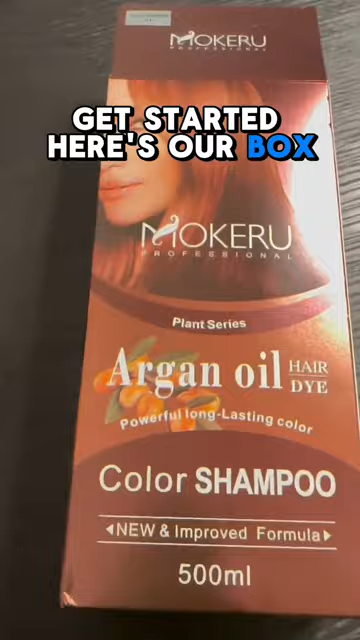 MOKERU
PROFESSIONAL
GET STARTED
HERE'S OUR BOX
MOKERU
PROFESSIONAL
Plant Series
Argan oil HAIR DYE
Powerful long-Lasting color
Color SHAMPOO
NEW & Improved Formula
500ml